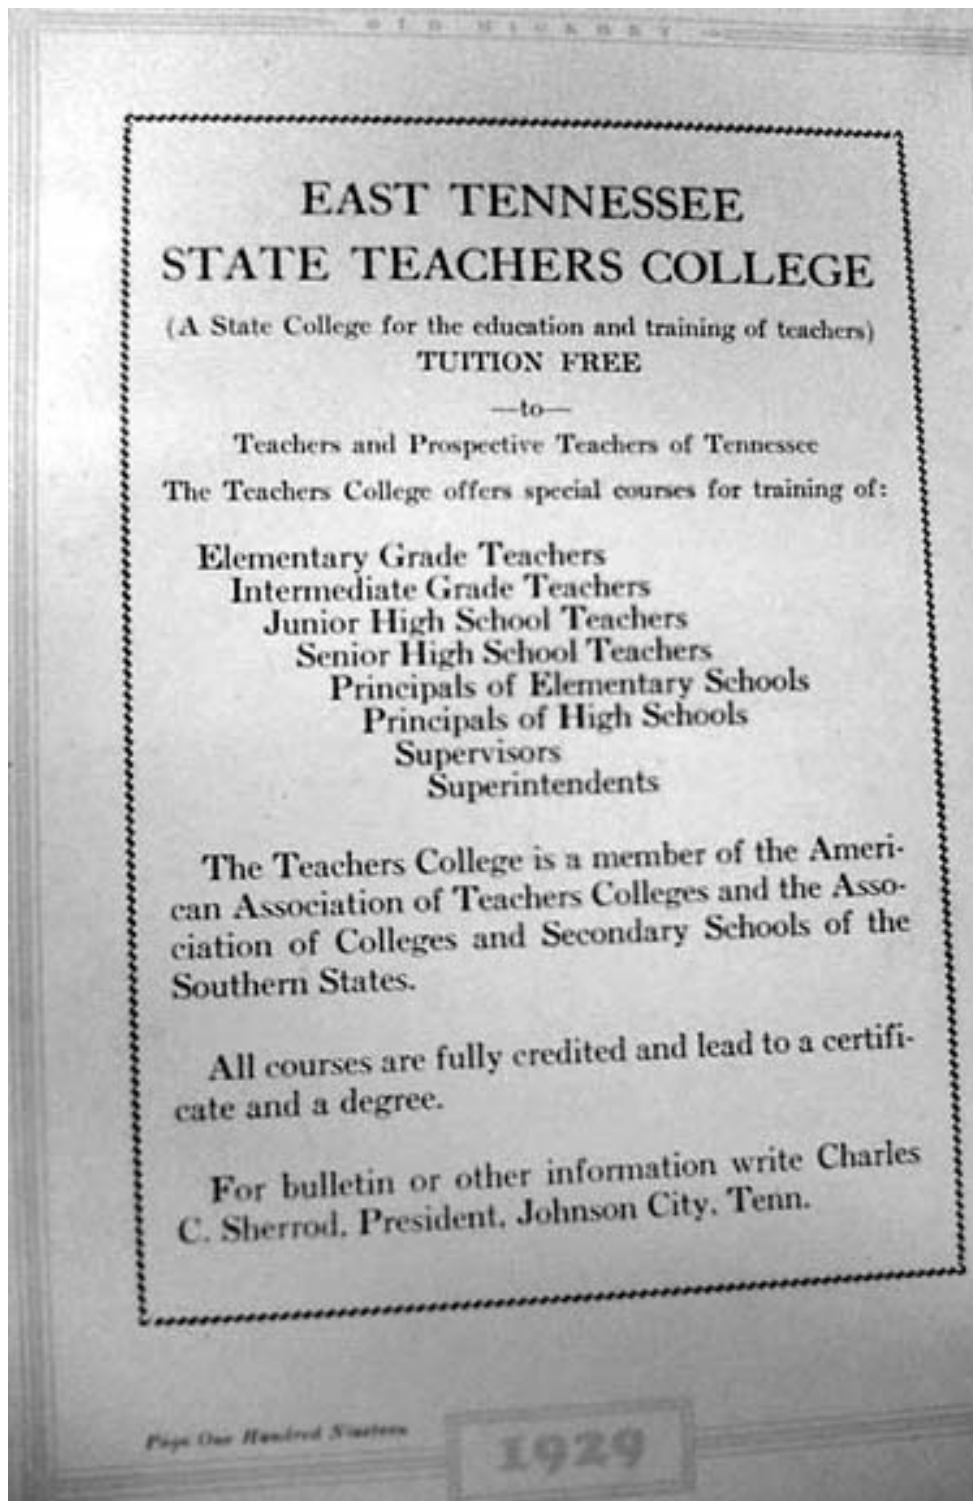 OLD HICKORY
EAST TENNESSEE
STATE TEACHERS COLLEGE
(A State College for the education and training of teachers)
TUITION FREE
—to—
Teachers and Prospective Teachers of Tennessee
The Teachers College offers special courses for training of:
Elementary Grade Teachers
Intermediate Grade Teachers
Junior High School Teachers
Senior High School Teachers
Principals of Elementary Schools
Principals of High Schools
Supervisors
Superintendents
The Teachers College is a member of the Ameri-
can Association of Teachers Colleges and the Asso-
ciation of Colleges and Secondary Schools of the
Southern States.
All courses are fully credited and lead to a certifi-
cate and a degree.
For bulletin or other information write Charles
C. Sherrod, President, Johnson City, Tenn.
Page One Hundred Nineteen
1929